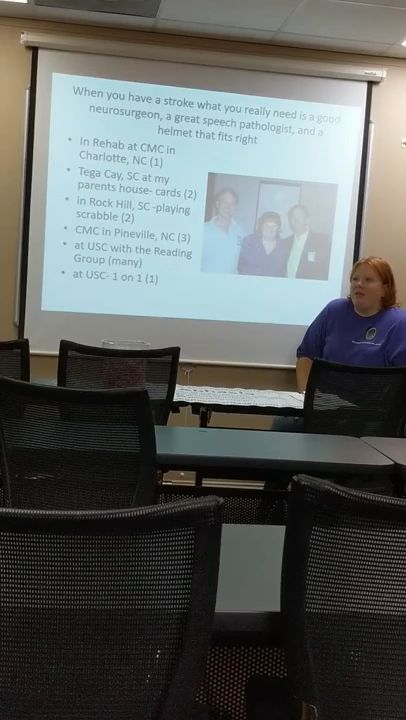 When you have a stroke what you really need is a good
neurosurgeon, a great speech pathologist, and a
helmet that fits right
• In Rehab at CMC in
Charlotte, NC (1)
• Tega Cay, SC at my
parents house- cards (2)
• in Rock Hill, SC -playing
scrabble (2)
• CMC in Pineville, NC (3)
• at USC with the Reading
Group (many)
• at USC- 1 on 1 (1)